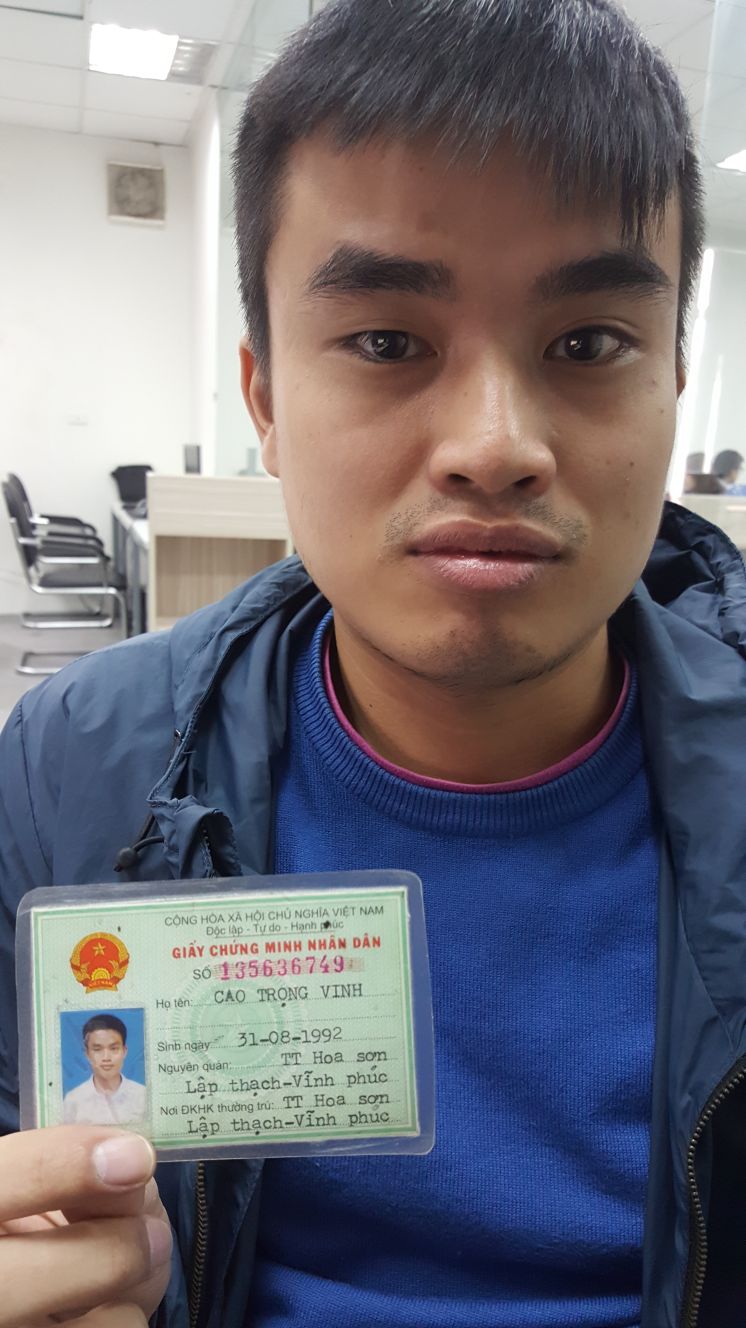 CỘNG HÒA XÃ HỘI CHỦ NGHĨA VIỆT NAM
Độc lập - Tự do - Hạnh phúc
GIẤY CHỨNG MINH NHÂN DÂN
SỐ 135636749
Họ tên: CAO TRỌNG VINH
Sinh ngày 31-08-1992
Nguyên quán: TT Hoa sơn
Lập thạch-Vĩnh phúc
Nơi ĐKHK thường trú: TT Hoa sơn
Lập thạch-Vĩnh phúc
VIỆT NAM